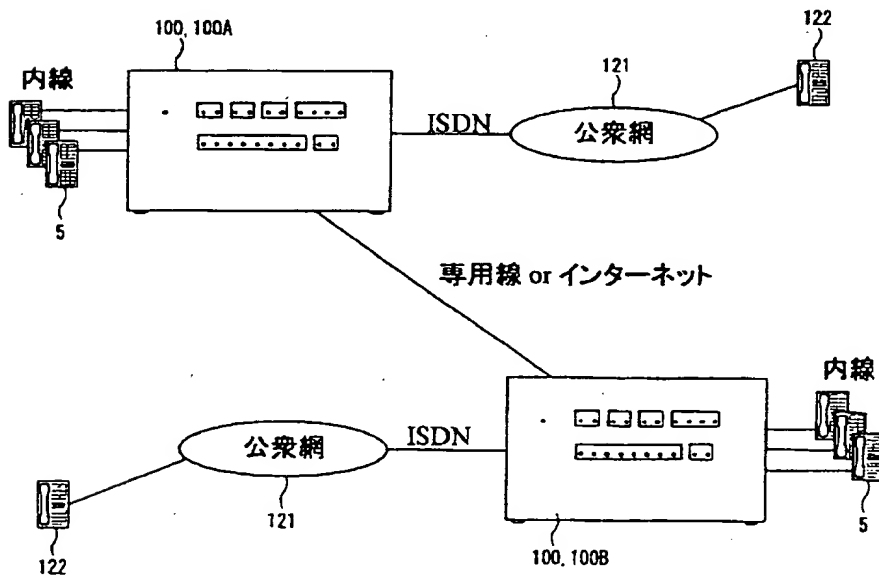 100, 100A
122
内線
121
ISDN
公衆網
5
専用線 or インターネット
内線
公衆網
ISDN
121
5
122
100, 100B